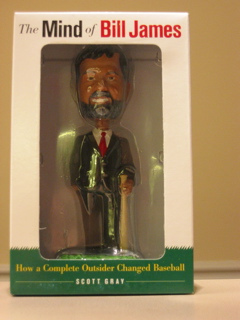 The Mind of Bill James
How a Complete Outsider Changed Baseball
SCOTT GRAY